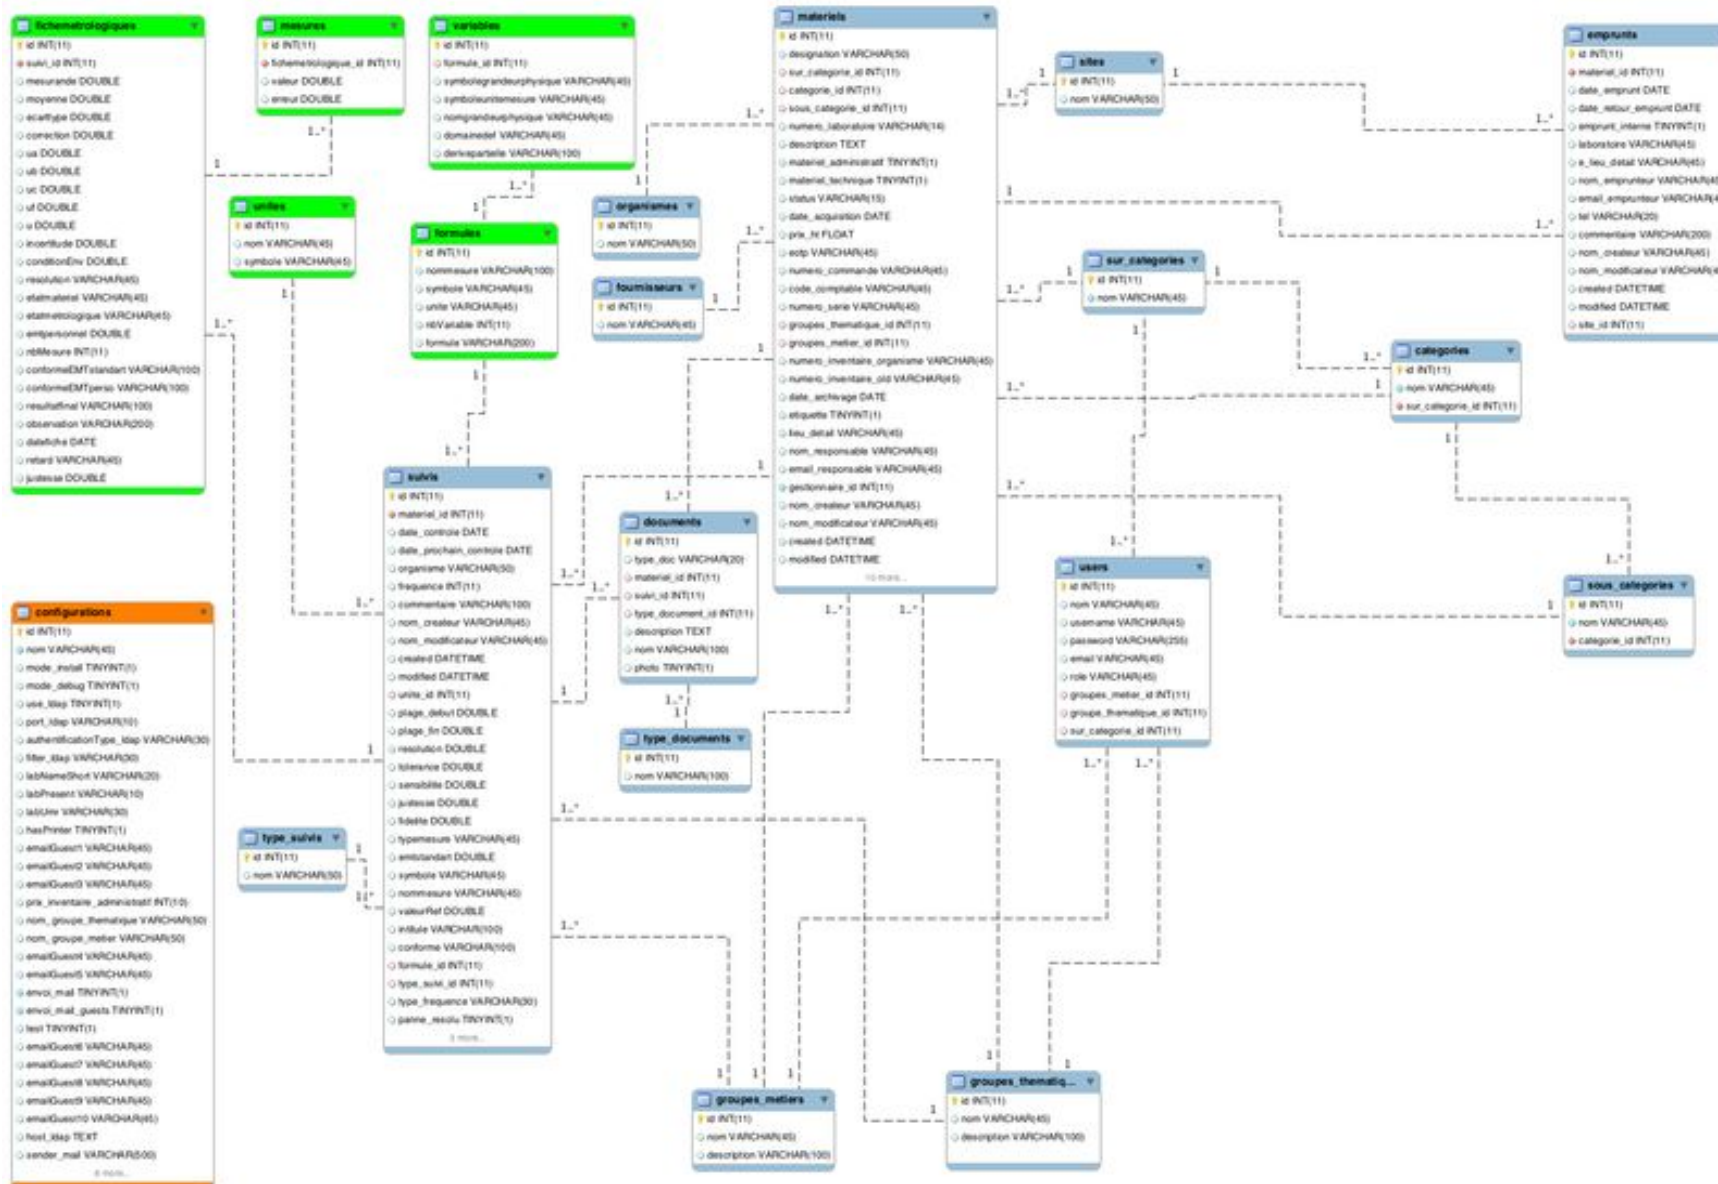 fichemetrologiques
id INT(11)
suivi_id INT(11)
mesurande DOUBLE
moyenne DOUBLE
ecarttype DOUBLE
correction DOUBLE
ua DOUBLE
ub DOUBLE
uc DOUBLE
uf DOUBLE
u DOUBLE
incertitude DOUBLE
conditionEnv DOUBLE
resolution VARCHAR(45)
etatmateriel VARCHAR(45)
etatmetrologique VARCHAR(45)
emtpersonnel DOUBLE
nbMesure INT(11)
conformeEMTstandart VARCHAR(100)
conformeEMTperso VARCHAR(100)
resultatfinal VARCHAR(100)
observation VARCHAR(200)
datefiche DATE
retard VARCHAR(45)
justesse DOUBLE
mesures
id INT(11)
fichemetrologique_id INT(11)
valeur DOUBLE
erreur DOUBLE
variables
id INT(11)
formule_id INT(11)
symbolegrandeurphysique VARCHAR(45)
symboleunitemesure VARCHAR(45)
nomgrandeurphysique VARCHAR(45)
domainedef VARCHAR(45)
derivepartielle VARCHAR(100)
unites
id INT(11)
nom VARCHAR(45)
symbole VARCHAR(45)
formules
id INT(11)
nommesure VARCHAR(100)
symbole VARCHAR(45)
unite VARCHAR(45)
nbVariable INT(11)
formule VARCHAR(200)
organismes
id INT(11)
nom VARCHAR(50)
fournisseurs
id INT(11)
nom VARCHAR(45)
materiels
id INT(11)
designation VARCHAR(50)
sur_categorie_id INT(11)
categorie_id INT(11)
sous_categorie_id INT(11)
numero_laboratoire VARCHAR(14)
description TEXT
materiel_administratif TINYINT(1)
materiel_technique TINYINT(1)
status VARCHAR(15)
date_acquisition DATE
prix_ht FLOAT
eotp VARCHAR(45)
numero_commande VARCHAR(45)
code_comptable VARCHAR(45)
numero_serie VARCHAR(45)
groupes_thematique_id INT(11)
groupes_metier_id INT(11)
numero_inventaire_organisme VARCHAR(45)
numero_inventaire_old VARCHAR(45)
date_archivage DATE
etiquette TINYINT(1)
lieu_detail VARCHAR(45)
nom_responsable VARCHAR(45)
email_responsable VARCHAR(45)
gestionnaire_id INT(11)
nom_createur VARCHAR(45)
nom_modificateur VARCHAR(45)
created DATETIME
modified DATETIME
10 more...
sites
id INT(11)
nom VARCHAR(50)
emprunts
id INT(11)
materiel_id INT(11)
date_emprunt DATE
date_retour_emprunt DATE
emprunt_interne TINYINT(1)
laboratoire VARCHAR(45)
e_lieu_detail VARCHAR(45)
nom_emprunteur VARCHAR(45
email_emprunteur VARCHAR(4
tel VARCHAR(20)
commentaire VARCHAR(200)
nom_createur VARCHAR(45)
nom_modificateur VARCHAR(4
created DATETIME
modified DATETIME
site_id INT(11)
sur_categories
id INT(11)
nom VARCHAR(45)
categories
id INT(11)
nom VARCHAR(45)
sur_categorie_id INT(11)
sous_categories
id INT(11)
nom VARCHAR(45)
categorie_id INT(11)
suivis
id INT(11)
materiel_id INT(11)
date_controle DATE
date_prochain_controle DATE
organisme VARCHAR(50)
frequence INT(11)
commentaire VARCHAR(100)
nom_createur VARCHAR(45)
nom_modificateur VARCHAR(45)
created DATETIME
modified DATETIME
unite_id INT(11)
plage_debut DOUBLE
plage_fin DOUBLE
resolution DOUBLE
tolerance DOUBLE
sensibilite DOUBLE
justesse DOUBLE
fidelite DOUBLE
typemesure VARCHAR(45)
emtstandart DOUBLE
symbole VARCHAR(45)
nommesure VARCHAR(45)
valeurRef DOUBLE
intitule VARCHAR(100)
conforme VARCHAR(100)
formule_id INT(11)
type_suivi_id INT(11)
type_frequence VARCHAR(30)
panne_resolu TINYINT(1)
3 more...
documents
id INT(11)
type_doc VARCHAR(20)
materiel_id INT(11)
suivi_id INT(11)
type_document_id INT(11)
description TEXT
nom VARCHAR(100)
photo TINYINT(1)
type_documents
id INT(11)
nom VARCHAR(100)
users
id INT(11)
nom VARCHAR(45)
username VARCHAR(45)
password VARCHAR(255)
email VARCHAR(45)
role VARCHAR(45)
groupes_metier_id INT(11)
groupe_thematique_id INT(11)
sur_categorie_id INT(11)
configurations
id INT(11)
nom VARCHAR(45)
mode_install TINYINT(1)
mode_debug TINYINT(1)
use_ldap TINYINT(1)
port_ldap VARCHAR(10)
authentificationType_ldap VARCHAR(30)
filter_ldap VARCHAR(30)
labNameShort VARCHAR(20)
labPresent VARCHAR(10)
labUmr VARCHAR(30)
hasPrinter TINYINT(1)
emailGuest1 VARCHAR(45)
emailGuest2 VARCHAR(45)
emailGuest3 VARCHAR(45)
prix_inventaire_administratif INT(10)
nom_groupe_thematique VARCHAR(50)
nom_groupe_metier VARCHAR(50)
emailGuest4 VARCHAR(45)
emailGuest5 VARCHAR(45)
envoi_mail TINYINT(1)
envoi_mail_guests TINYINT(1)
test TINYINT(1)
emailGuest6 VARCHAR(45)
emailGuest7 VARCHAR(45)
emailGuest8 VARCHAR(45)
emailGuest9 VARCHAR(45)
emailGuest10 VARCHAR(45)
host_ldap TEXT
sender_mail VARCHAR(500)
type_suivis
id INT(11)
nom VARCHAR(50)
groupes_metiers
id INT(11)
nom VARCHAR(45)
description VARCHAR(100)
groupes_thematiq...
id INT(11)
nom VARCHAR(45)
description VARCHAR(100)